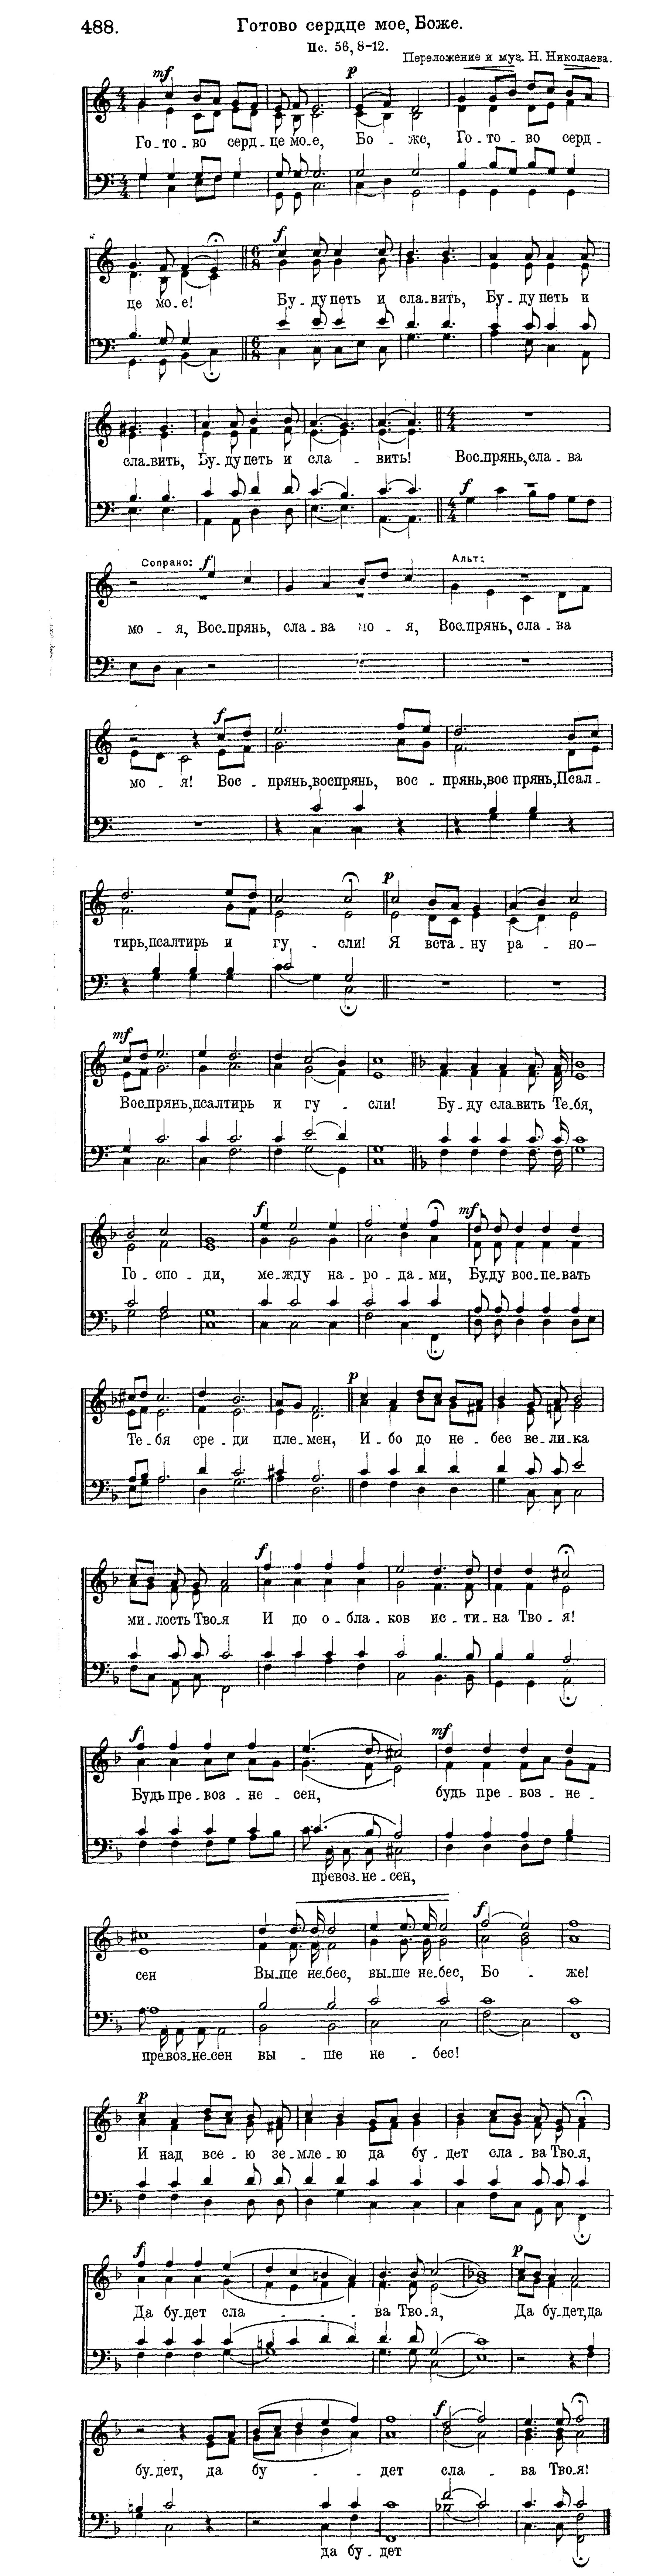 488.
Готово сердце мое, Боже.
Пс. 56, 8-12.
Переложение и муз. Н. Николаева.
mf p
Го-то-во серд-це мо-е, Бо-же, Го-то-во серд-
f
це мо-е! Бу-ду петь и сла-вить, Бу-ду петь и
сла-вить, Бу-ду петь и сла-вить! Вос-прянь, сла-ва
f
Сопрано: f Альт:
мо-я, Вос-прянь, сла-ва мо-я, Вос-прянь, сла-ва
f
мо-я! Вос-прянь, воспрянь, вос-прянь, вос прянь, Псал-
p
тирь, псалтирь и гу-сли! Я вста-ну ра-но—
mf
Вос-прянь, псалтирь и гу-сли! Бу-ду сла-вить Те-бя,
f mf
Го-спо-ди, ме-жду на-ро-да-ми, Бу-ду вос-пе-вать
p
Те-бя сре-ди пле-мен, И-бо до не-бес ве-ли-ка
f
ми-лость Тво-я И до о-бла-ков ис-ти-на Тво-я!
f mf
Будь пре-воз-не-сен, будь пре-воз-не-
превоз-не-сен,
f
сен Вы-ше не-бес, вы-ше не-бес, Бо-же!
превоз-не-сен вы-ше не-бес!
p
И над все-ю зе-мле-ю да бу-дет сла-ва Тво-я,
f p
Да бу-дет сла-ва Тво-я, Да бу-дет, да
f
бу-дет, да бу-дет сла-ва Тво-я!
да бу-дет